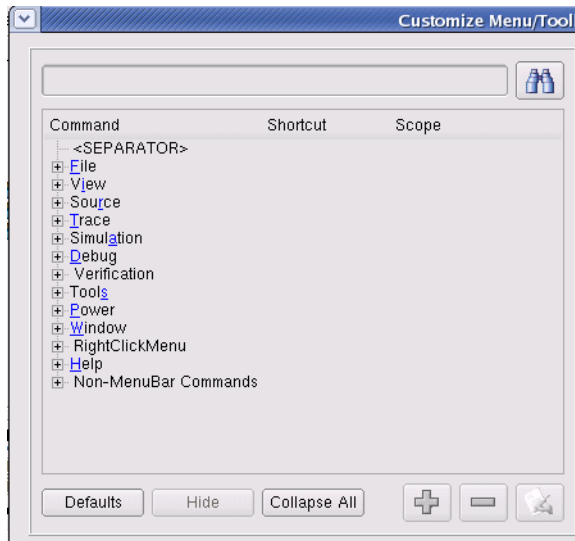 Customize Menu/Tool
Command Shortcut Scope
<SEPARATOR>
File
View
Source
Trace
Simulation
Debug
Verification
Tools
Power
Window
RightClickMenu
Help
Non-MenuBar Commands
Defaults Hide Collapse All